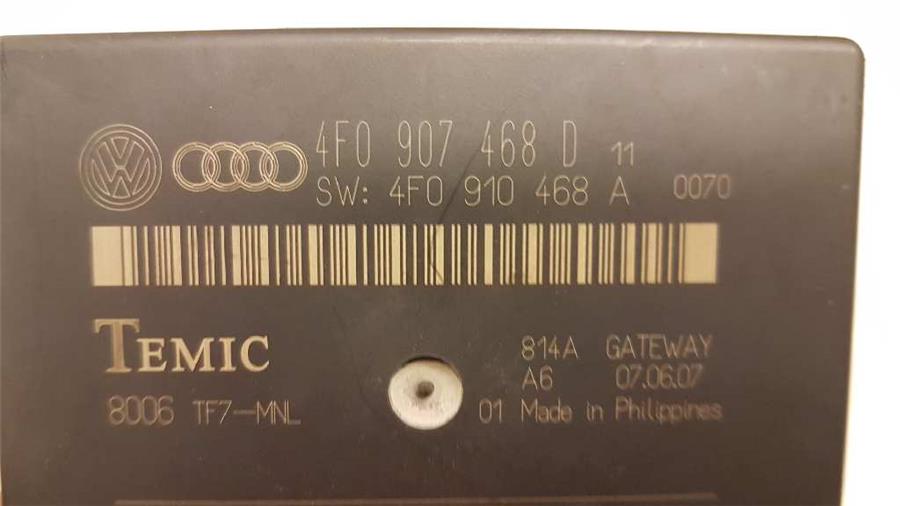 4F0 907 468 D 11
SW: 4F0 910 468 A 0070
TEMIC
814A GATEWAY
A6 07.06.07
8006 TF7-MNL
01 Made in Philippines